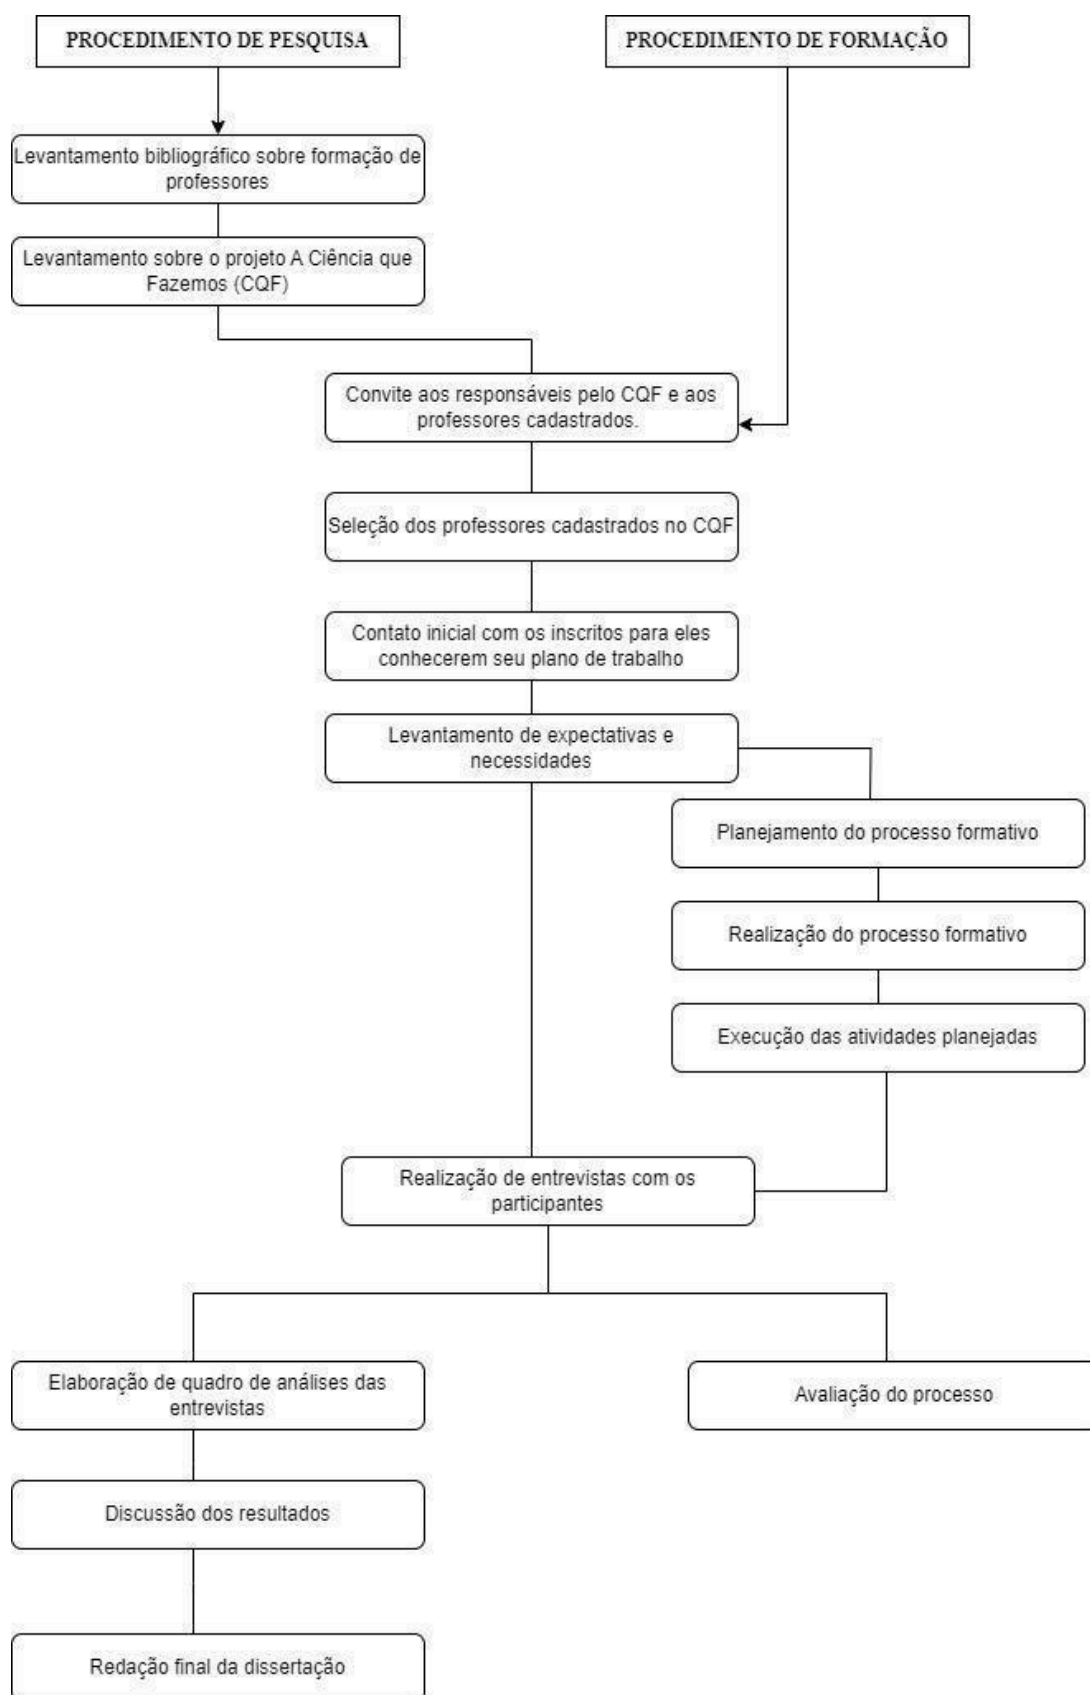 PROCEDIMENTO DE PESQUISA
PROCEDIMENTO DE FORMAÇÃO
Levantamento bibliográfico sobre formação de
professores
Levantamento sobre o projeto A Ciência que
Fazemos (CQF)
Convite aos responsáveis pelo CQF e aos
professores cadastrados.
Seleção dos professores cadastrados no CQF
Contato inicial com os inscritos para eles
conhecerem seu plano de trabalho
Levantamento de expectativas e
necessidades
Planejamento do processo formativo
Realização do processo formativo
Execução das atividades planejadas
Realização de entrevistas com os
participantes
Elaboração de quadro de análises das
entrevistas
Avaliação do processo
Discussão dos resultados
Redação final da dissertação